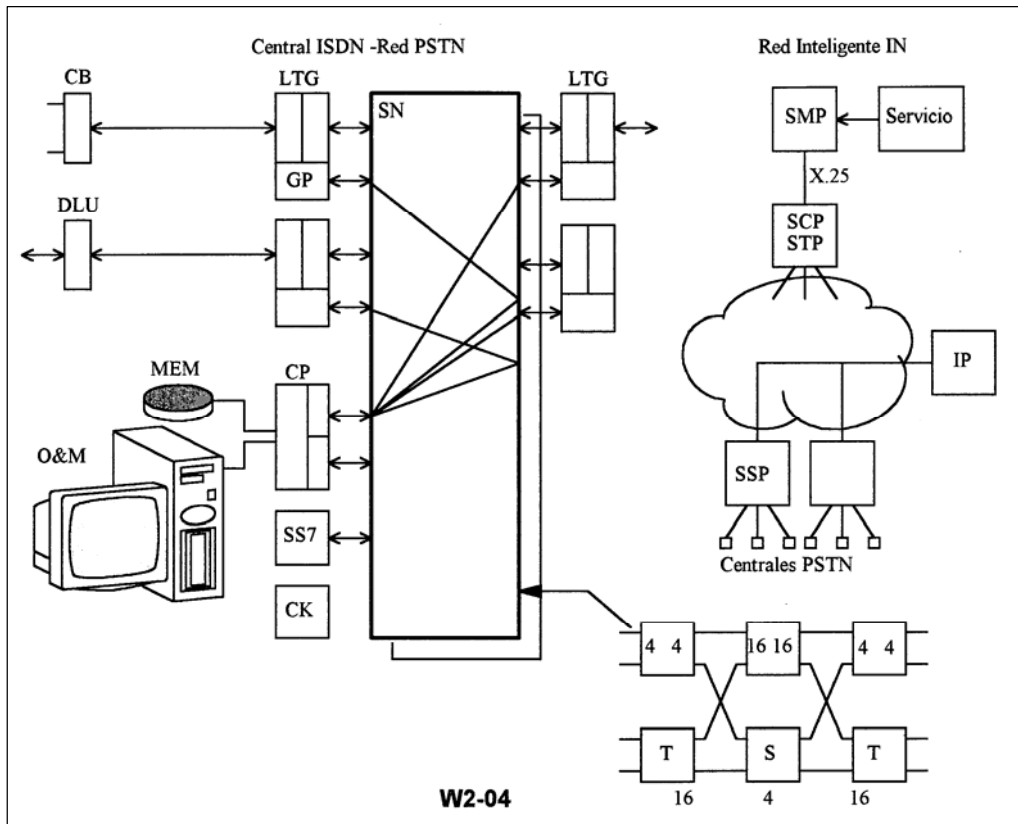 Central ISDN -Red PSTN
Red Inteligente IN
CB
LTG
LTG
SN
GP
SMP
Servicio
X.25
DLU
SCP
STP
MEM
CP
IP
O&M
SSP
SS7
Centrales PSTN
CK
4 4
16 16
4 4
T
S
T
16
4
16
W2-04